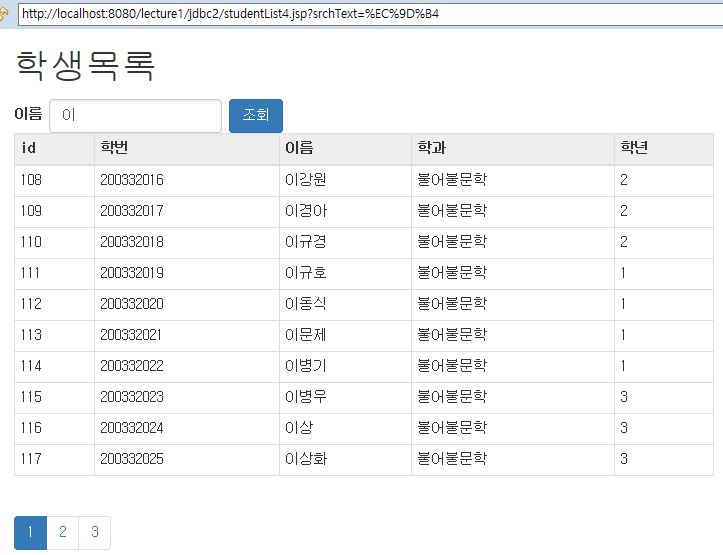 http://localhost:8080/lecture1/jdbc2/studentList4.jsp?srchText=%EC%9D%B4
학생목록
이름 이 조회
id 학번 이름 학과 학년
108 200332016 이강원 불어불문학 2
109 200332017 이경아 불어불문학 2
110 200332018 이규경 불어불문학 2
111 200332019 이규호 불어불문학 1
112 200332020 이동식 불어불문학 1
113 200332021 이문제 불어불문학 1
114 200332022 이병기 불어불문학 1
115 200332023 이병우 불어불문학 3
116 200332024 이상 불어불문학 3
117 200332025 이상화 불어불문학 3
1 2 3